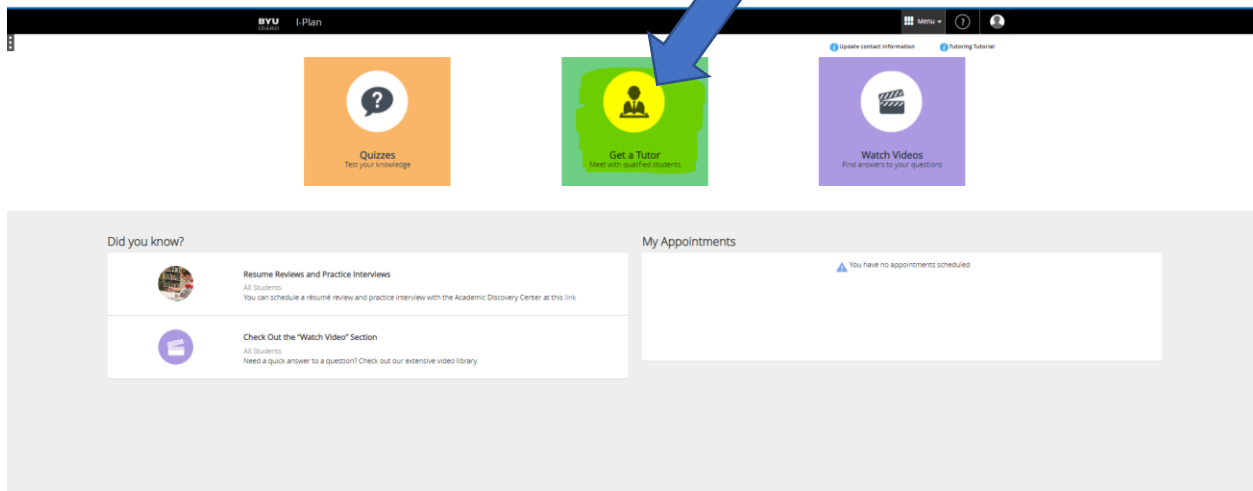 BYU
IDAHO
I-Plan
Menu
?
Update contact information
Tutoring Tutorial
?
Quizzes
Test your knowledge
Get a Tutor
Meet with qualified students
Watch Videos
Find answers to your questions
Did you know?
Resume Reviews and Practice Interviews
All Students
You can schedule a résumé review and practice interview with the Academic Discovery Center at this link
Check Out the "Watch Video" Section
All Students
Need a quick answer to a question? Check out our extensive video library.
My Appointments
You have no appointments scheduled